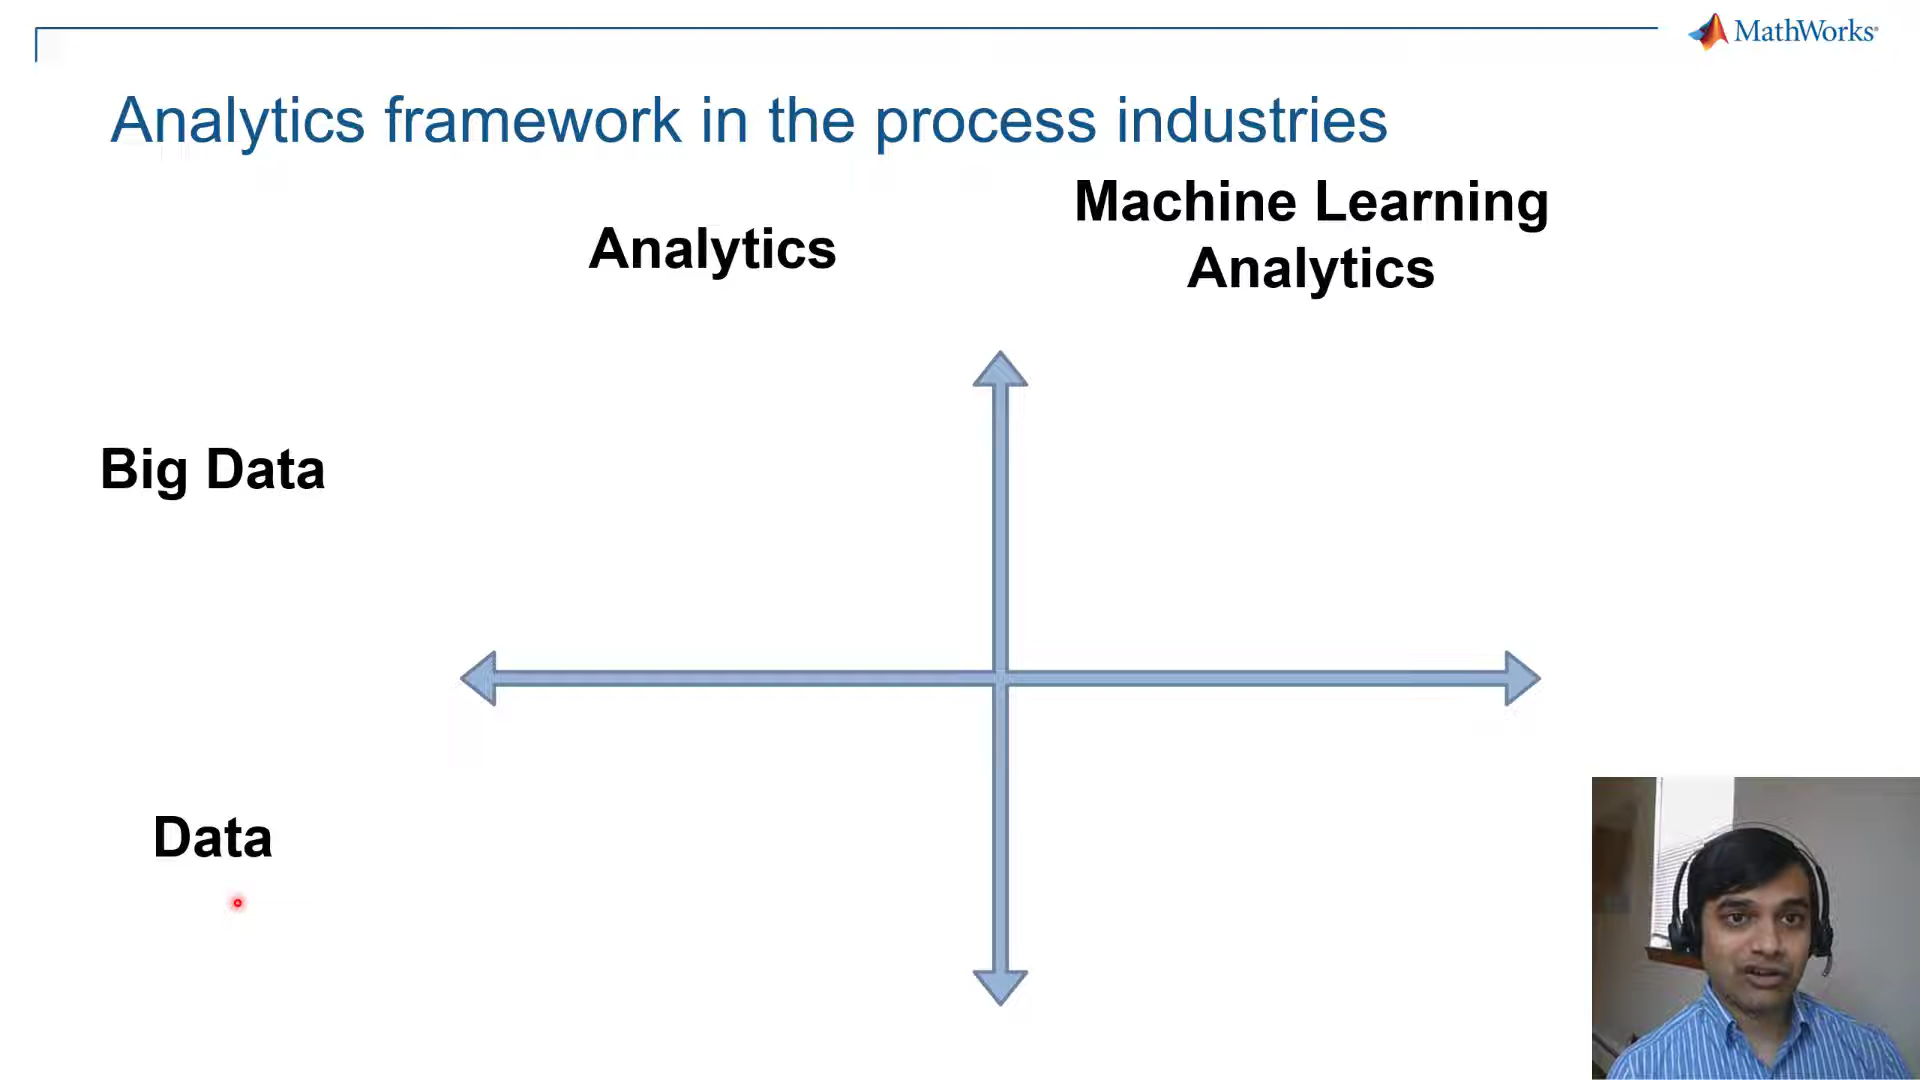 MathWorks®
Analytics framework in the process industries
Machine Learning
Analytics
Analytics
Big Data
Data